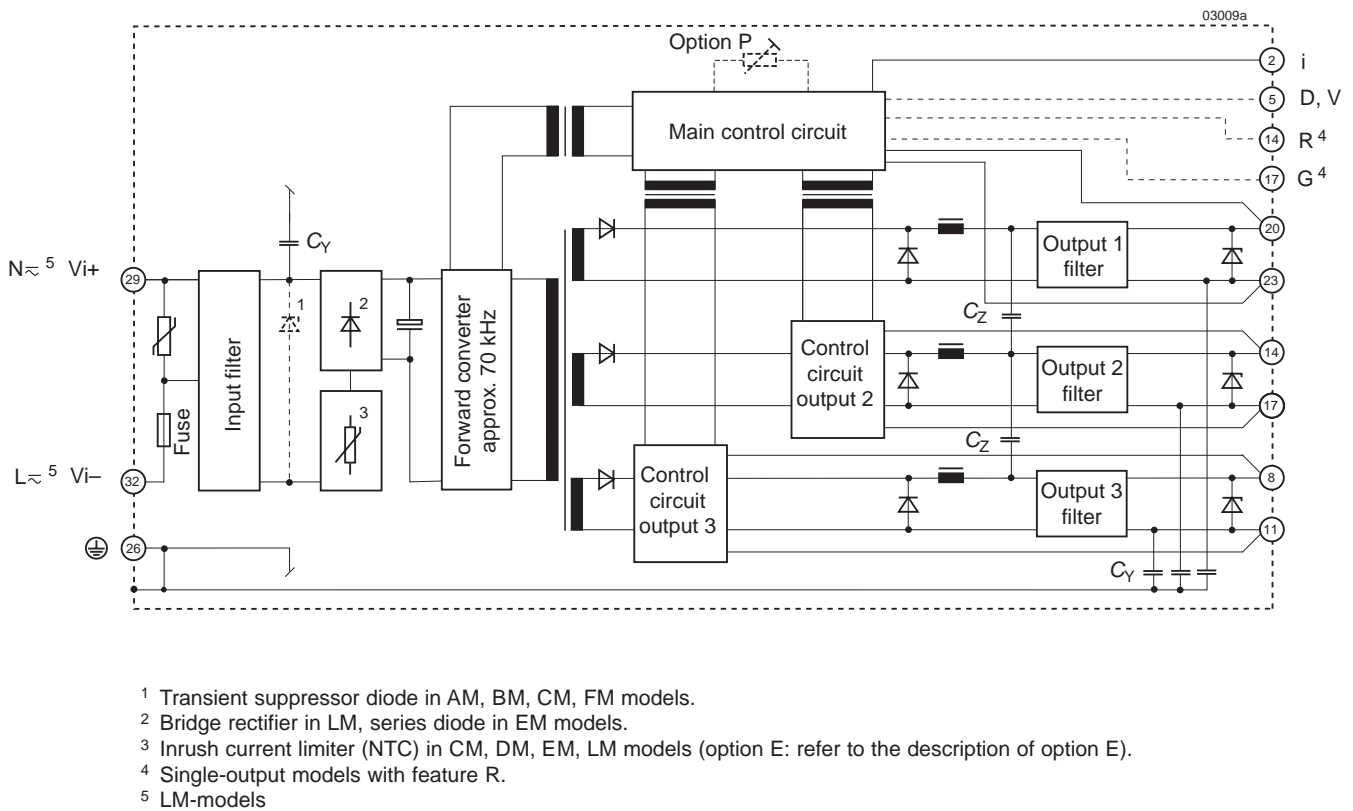 03009a
Option P
2 i
5 D, V
Main control circuit
14 R 4
17 G 4
20
CY
Output 1
filter
N≂ 5 Vi+
29
23
1
2
CZ
Input filter
Forward converter
approx. 70 kHz
Control
circuit
output 2
14
Output 2
filter
Fuse
3
17
CZ
L≂ 5 Vi–
32
Control
circuit
output 3
8
Output 3
filter
11
26
CY
1 Transient suppressor diode in AM, BM, CM, FM models.
2 Bridge rectifier in LM, series diode in EM models.
3 Inrush current limiter (NTC) in CM, DM, EM, LM models (option E: refer to the description of option E).
4 Single-output models with feature R.
5 LM-models